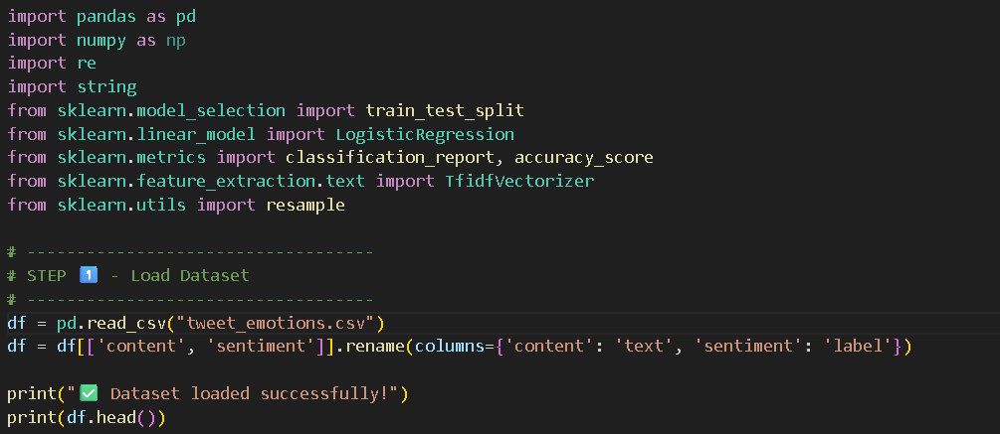 import pandas as pd
import numpy as np
import re
import string
from sklearn.model_selection import train_test_split
from sklearn.linear_model import LogisticRegression
from sklearn.metrics import classification_report, accuracy_score
from sklearn.feature_extraction.text import TfidfVectorizer
from sklearn.utils import resample
# -----------------------------------
# STEP 1️⃣ - Load Dataset
# -----------------------------------
df = pd.read_csv("tweet_emotions.csv")
df = df[['content', 'sentiment']].rename(columns={'content': 'text', 'sentiment': 'label'})
print("✅ Dataset loaded successfully!")
print(df.head())